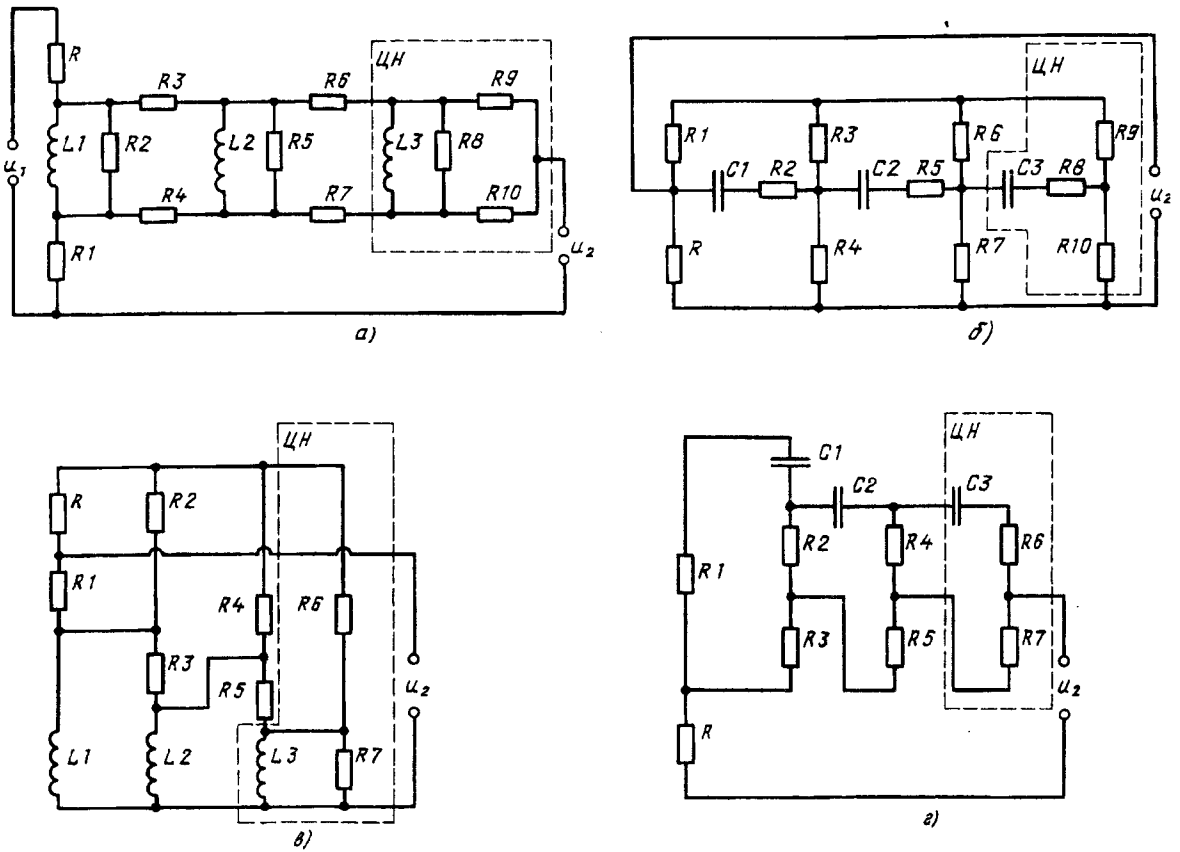 ЦН
R
R3
R6
R9
L1
R2
L2
R5
L3
R8
u₁
R4
R7
R10
R1
u₂
а)
ЦН
R1
R3
R6
R9
C1
R2
C2
R5
C3
R8
u₂
R
R4
R7
R10
б)
ЦН
R
R2
R1
R4
R6
R3
R5
u₂
L1
L2
L3
R7
в)
ЦН
C1
C2
C3
R2
R4
R6
R1
R3
R5
R7
u₂
R
г)